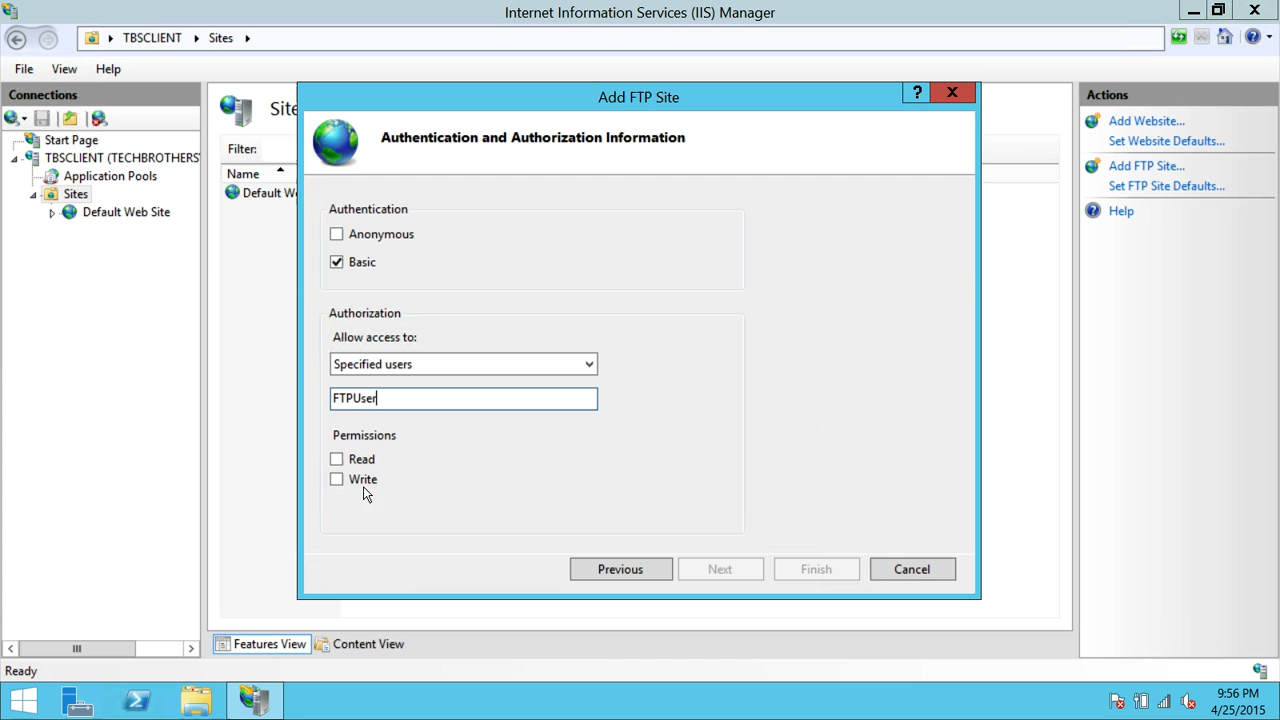 Internet Information Services (IIS) Manager
TBSCLIENT
Sites
File View Help
Connections
Start Page
TBSCLIENT (TECHBROTHERS
Application Pools
Sites
Default Web Site
Site
Filter:
Name
Default We
Add FTP Site
?
Authentication and Authorization Information
Authentication
Anonymous
Basic
Authorization
Allow access to:
Specified users
FTPUser
Permissions
Read
Write
Previous Next Finish Cancel
Actions
Add Website...
Set Website Defaults...
Add FTP Site...
Set FTP Site Defaults...
Help
Features View Content View
Ready
9:56 PM
4/25/2015